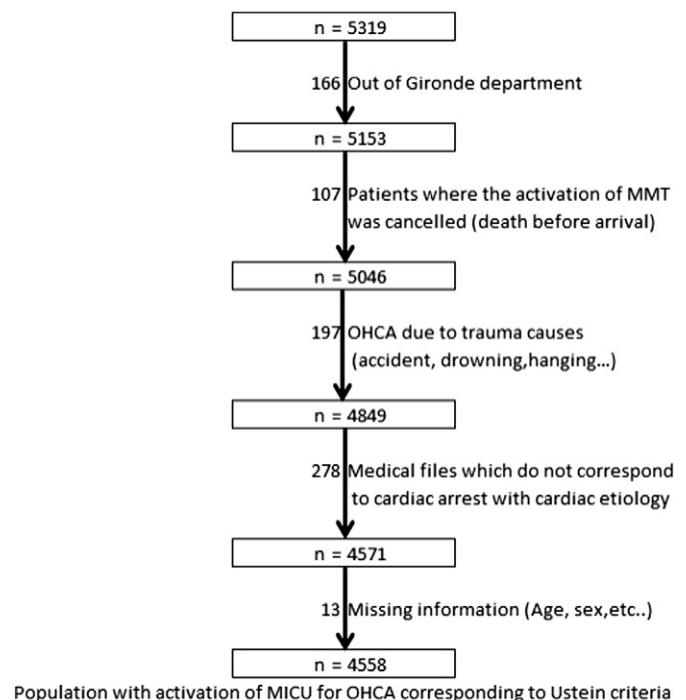 n = 5319
166 Out of Gironde department
n = 5153
107 Patients where the activation of MMT
was cancelled (death before arrival)
n = 5046
197 OHCA due to trauma causes
(accident, drowning,hanging...)
n = 4849
278 Medical files which do not correspond
to cardiac arrest with cardiac etiology
n = 4571
13 Missing information (Age, sex,etc..)
n = 4558
Population with activation of MICU for OHCA corresponding to Ustein criteria